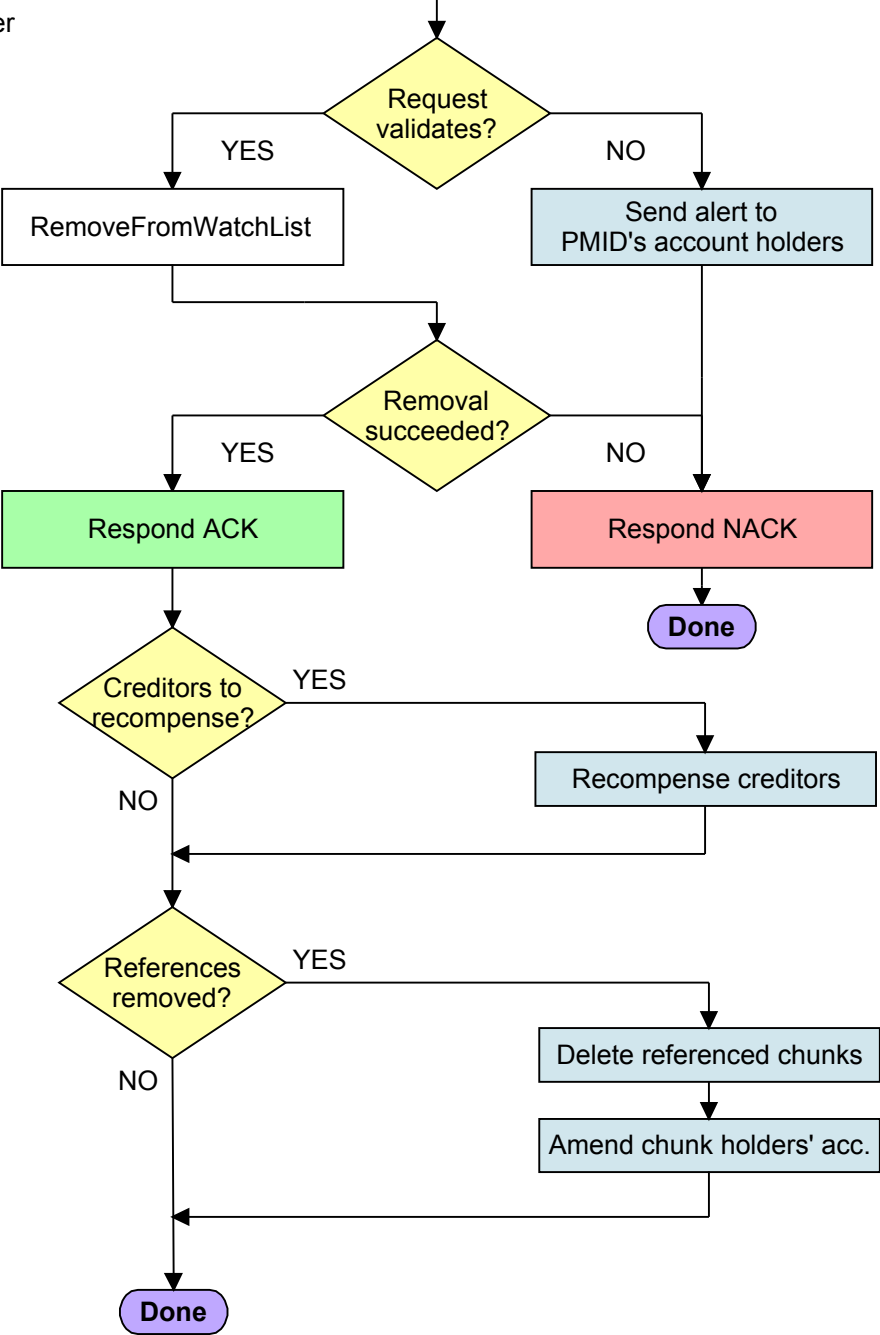 er
Request
validates?
YES
NO
RemoveFromWatchList
Send alert to
PMID's account holders
Removal
succeeded?
YES
NO
Respond ACK
Respond NACK
Done
Creditors to
recompense?
YES
Recompense creditors
NO
References
removed?
YES
Delete referenced chunks
NO
Amend chunk holders' acc.
Done